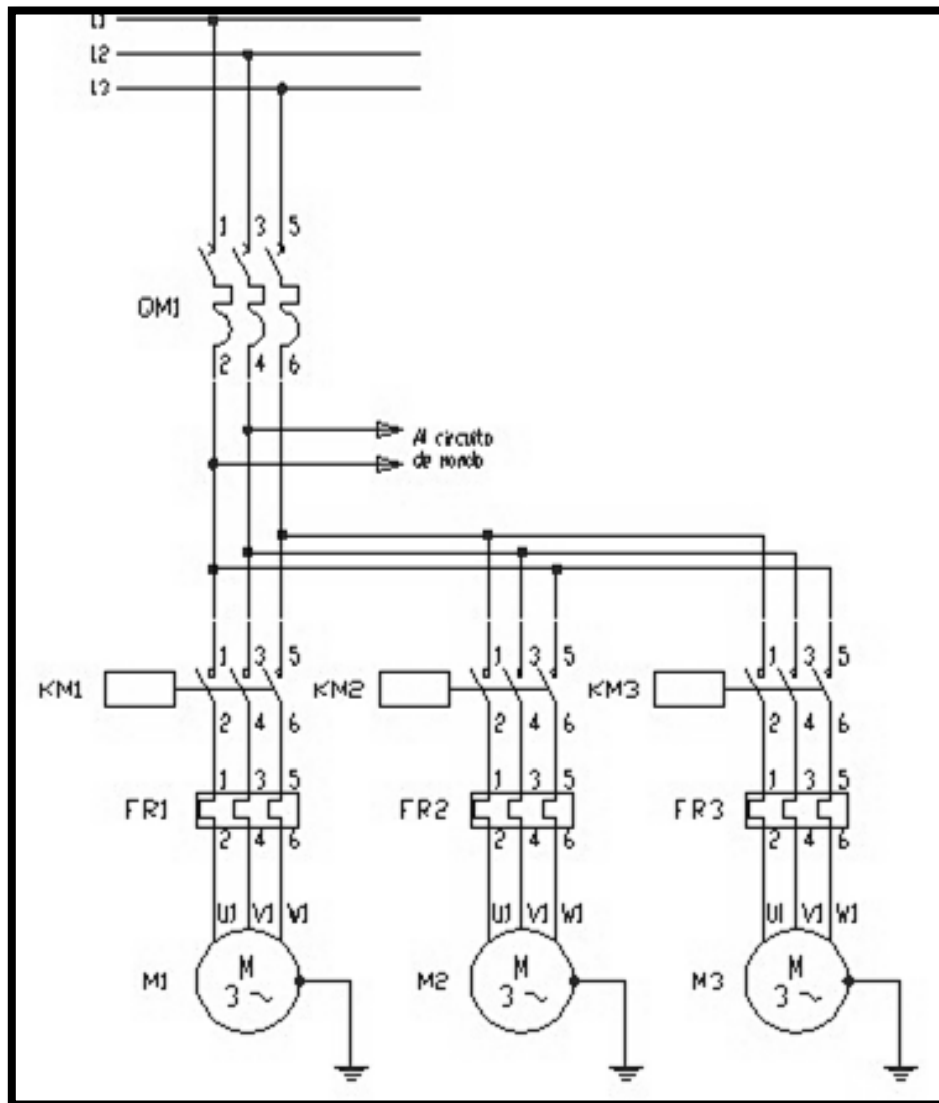 L1
L2
L3
1 3 5
QM1
2 4 6
Al circuito
de mando
1 3 5 1 3 5 1 3 5
KM1 KM2 KM3
2 4 6 2 4 6 2 4 6
1 3 5 1 3 5 1 3 5
FR1 FR2 FR3
2 4 6 2 4 6 2 4 6
U1 V1 W1 U1 V1 W1 U1 V1 W1
M1 M M2 M M3 M
3 ~ 3 ~ 3 ~